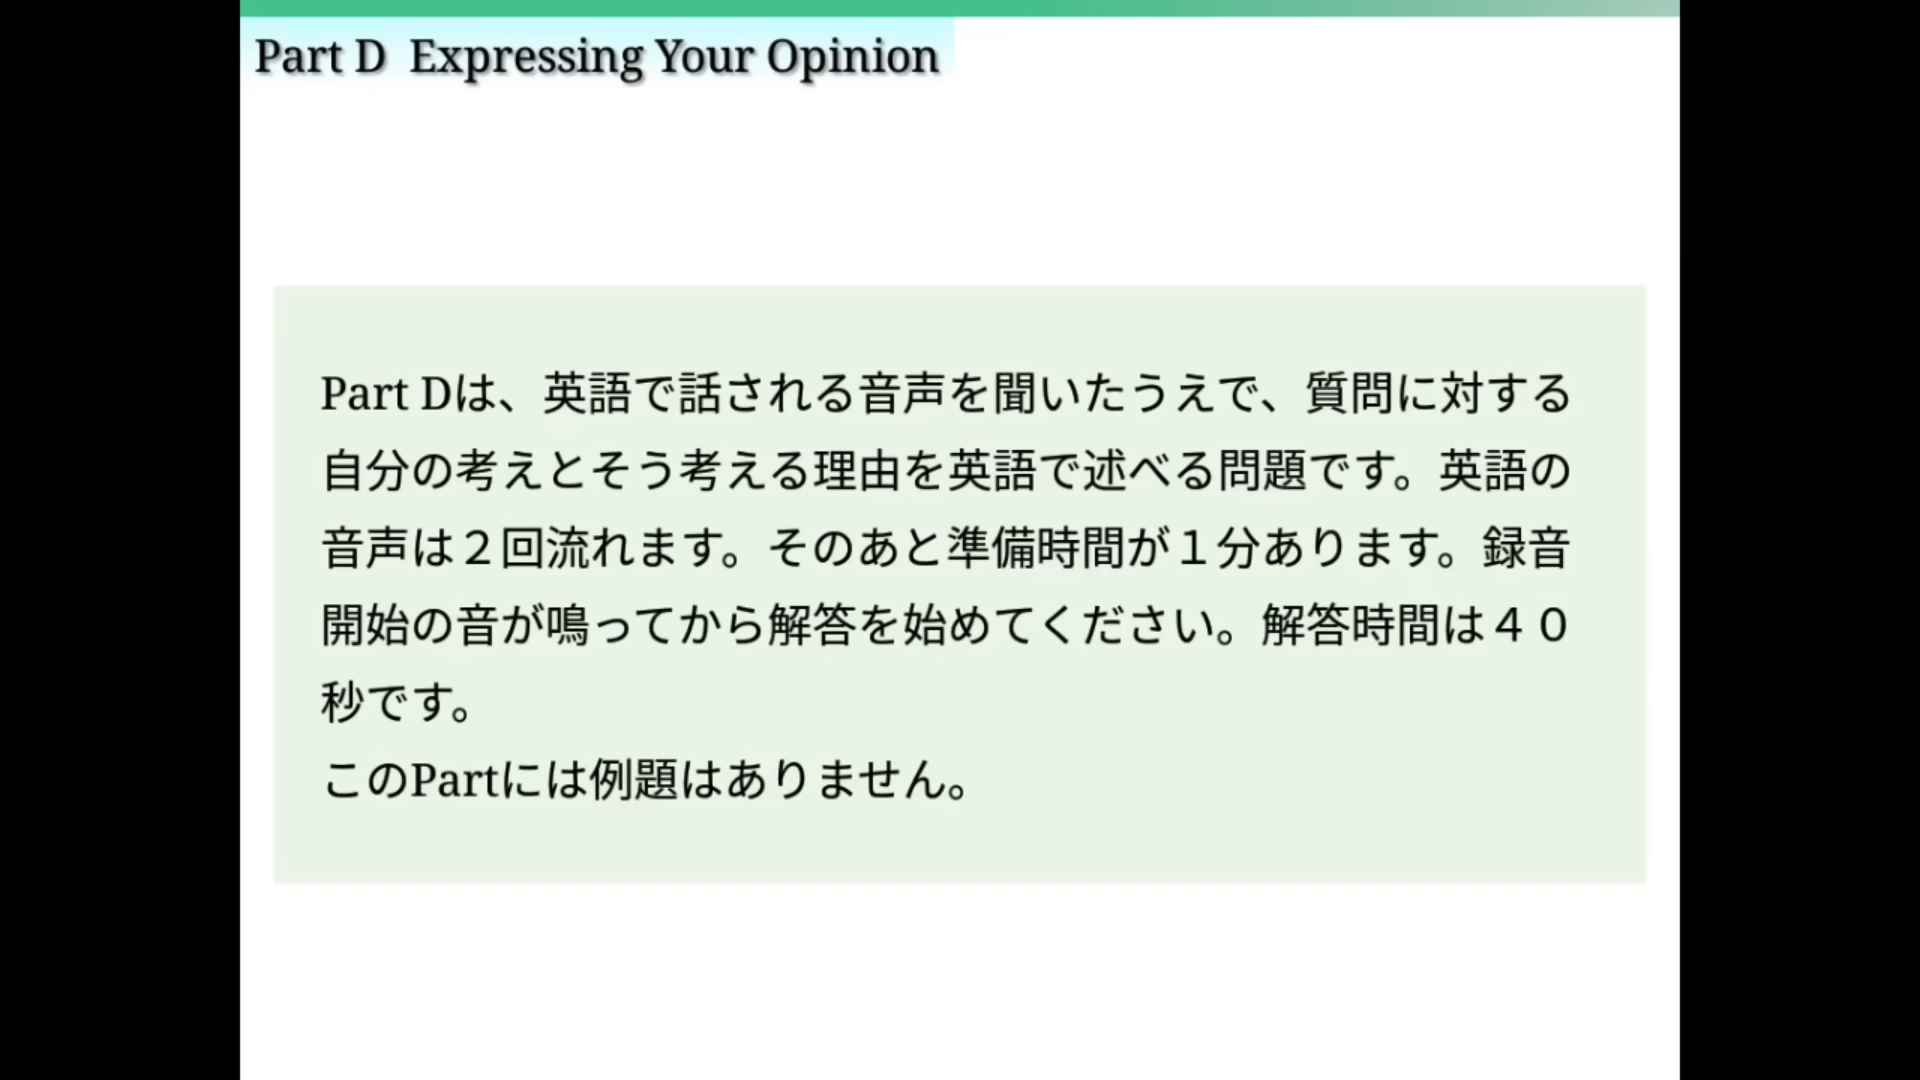 Part D  Expressing Your Opinion
Part Dは、英語で話される音声を聞いたうえで、質問に対する
自分の考えとそう考える理由を英語で述べる問題です。英語の
音声は２回流れます。そのあと準備時間が１分あります。録音
開始の音が鳴ってから解答を始めてください。解答時間は４０
秒です。
このPartには例題はありません。